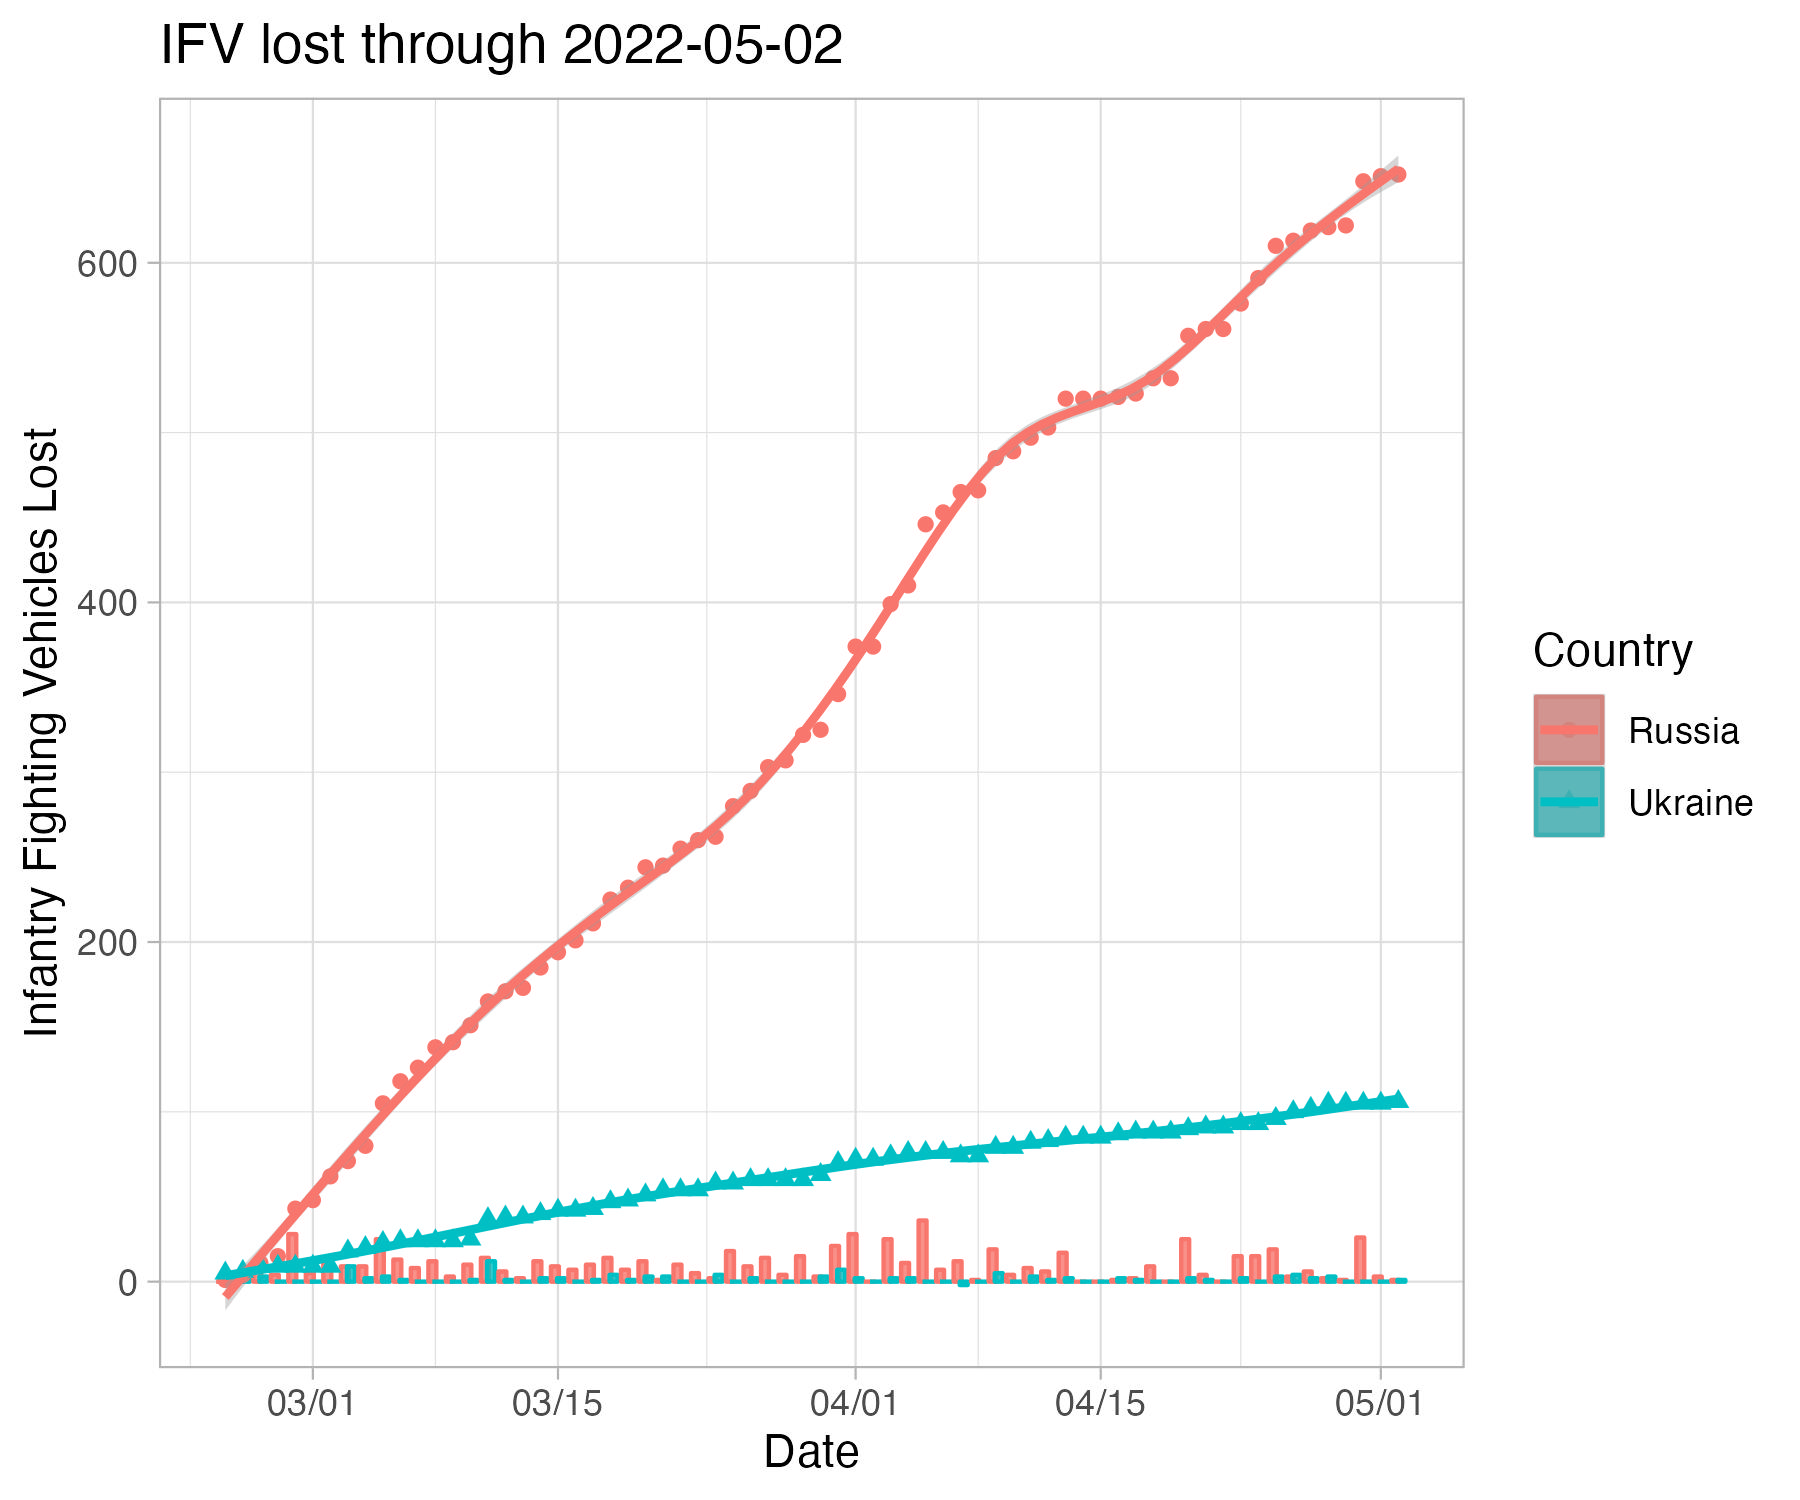 IFV lost through 2022-05-02
Infantry Fighting Vehicles Lost
600
400
200
0
03/01
03/15
04/01
04/15
05/01
Date
Country
Russia
Ukraine